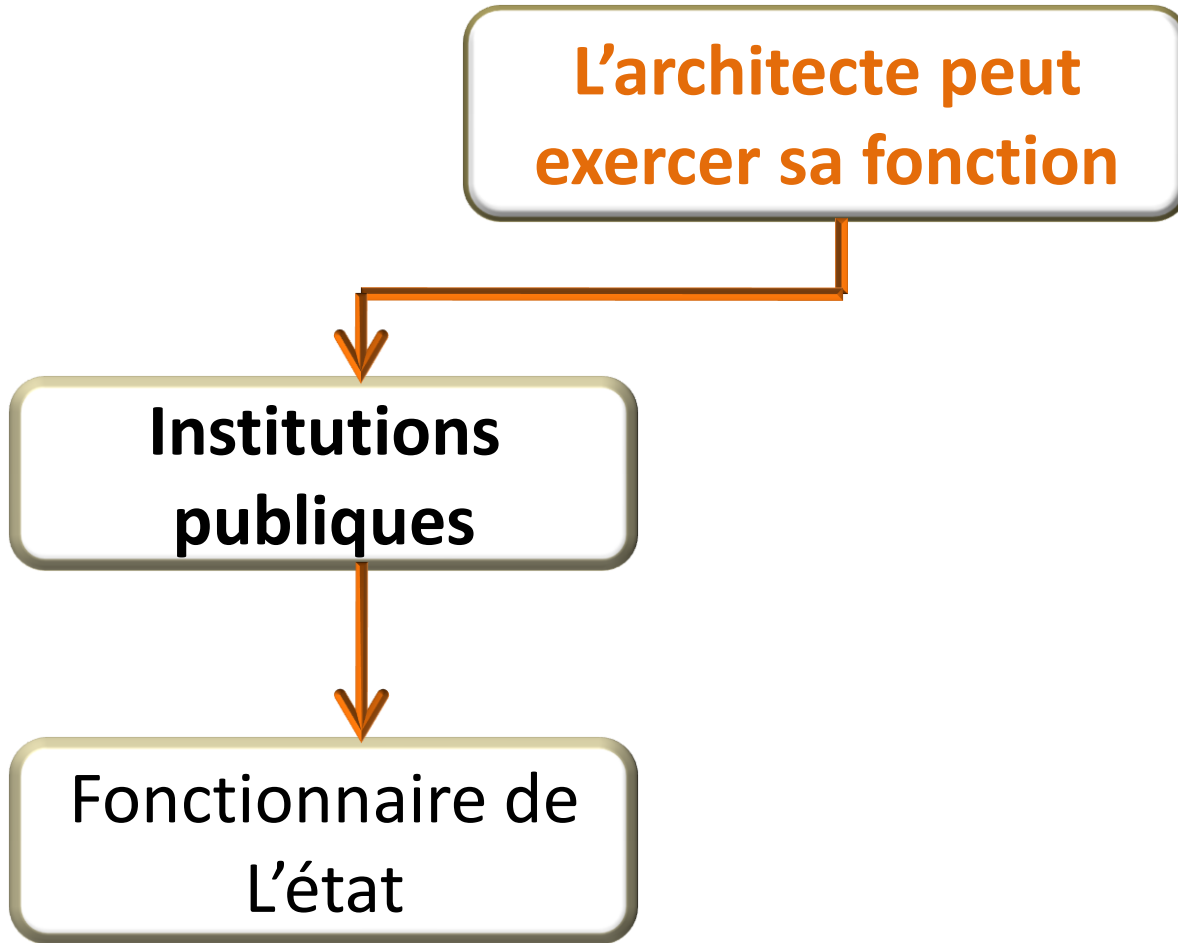 L’architecte peut
exercer sa fonction
Institutions
publiques
Fonctionnaire de
L’état